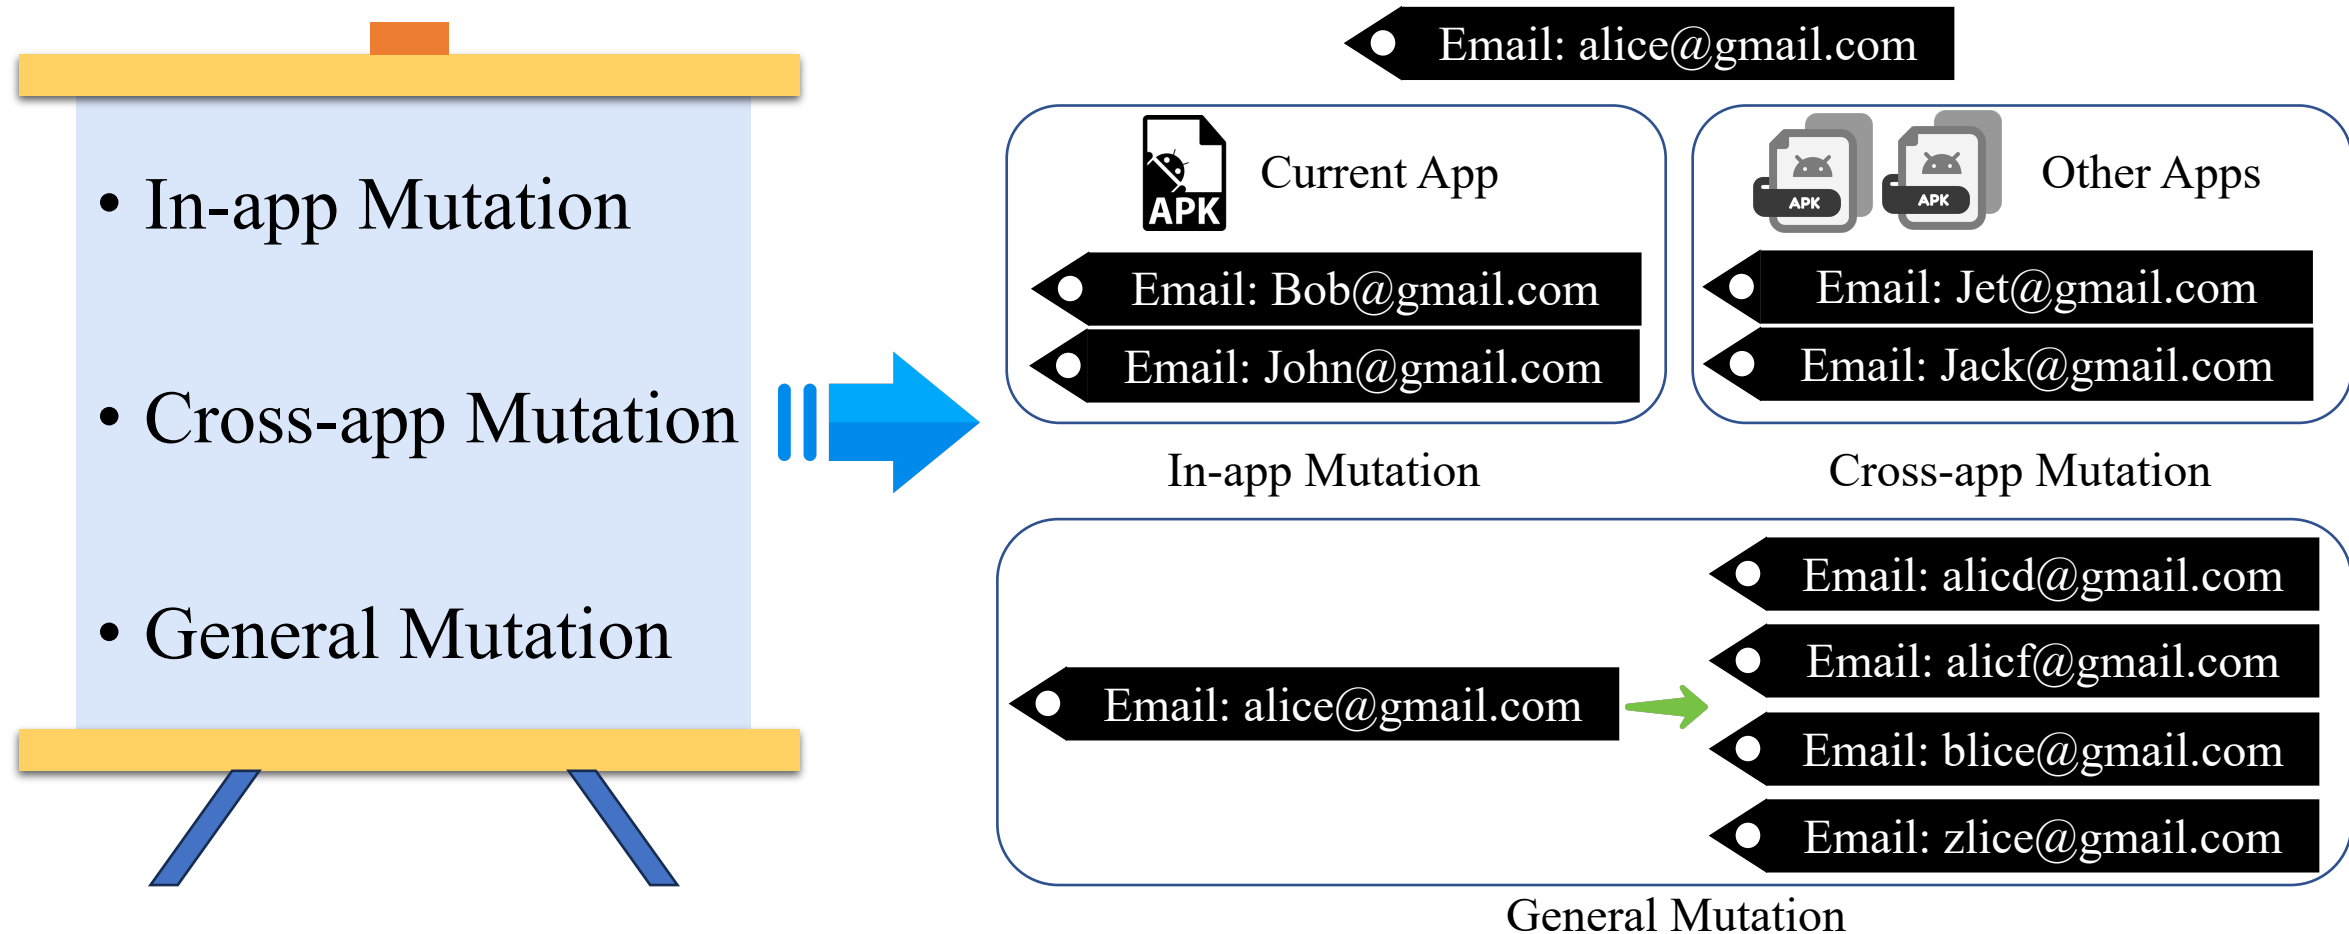 • In-app Mutation
• Cross-app Mutation
• General Mutation
Email: alice@gmail.com
APK
Current App
Email: Bob@gmail.com
Email: John@gmail.com
In-app Mutation
APK
APK
Other Apps
Email: Jet@gmail.com
Email: Jack@gmail.com
Cross-app Mutation
Email: alice@gmail.com
Email: alicd@gmail.com
Email: alicf@gmail.com
Email: blice@gmail.com
Email: zlice@gmail.com
General Mutation